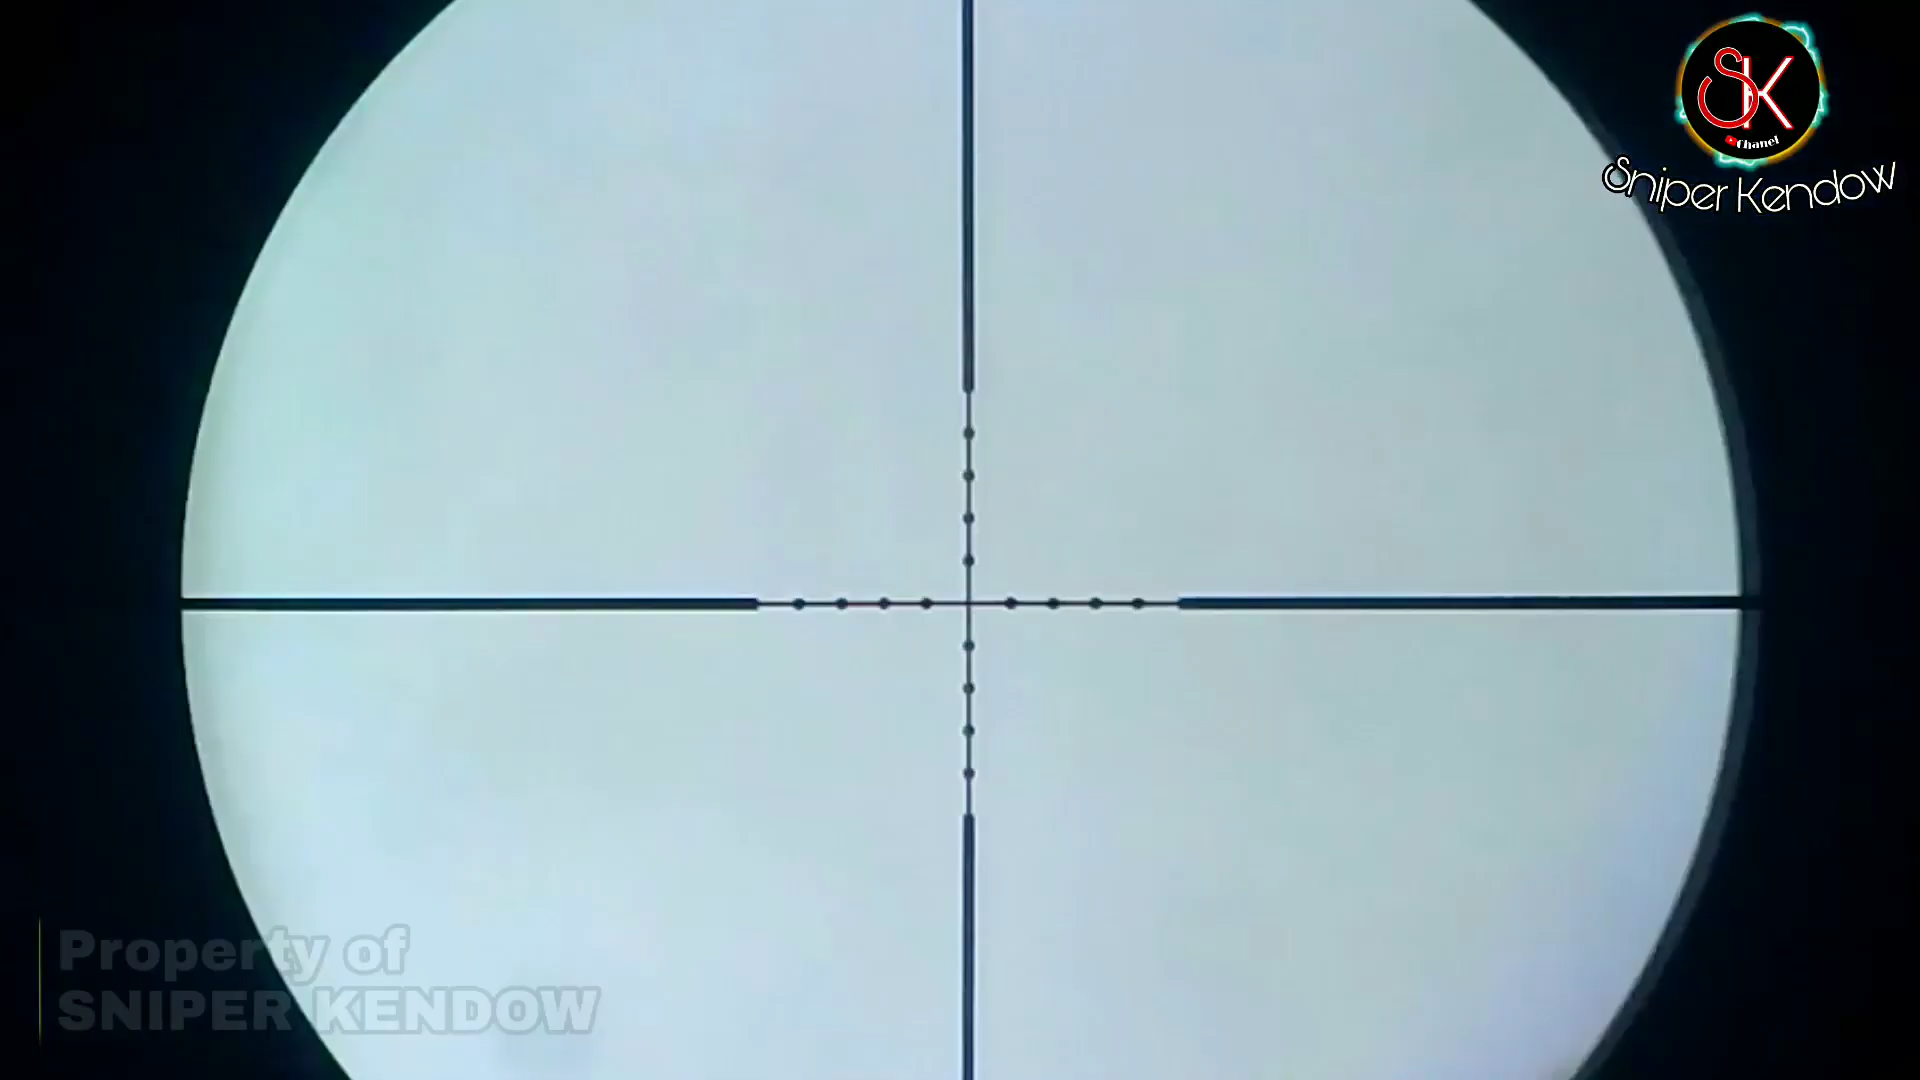 SK
Chanel
Sniper Kendow
Property of
SNIPER KENDOW